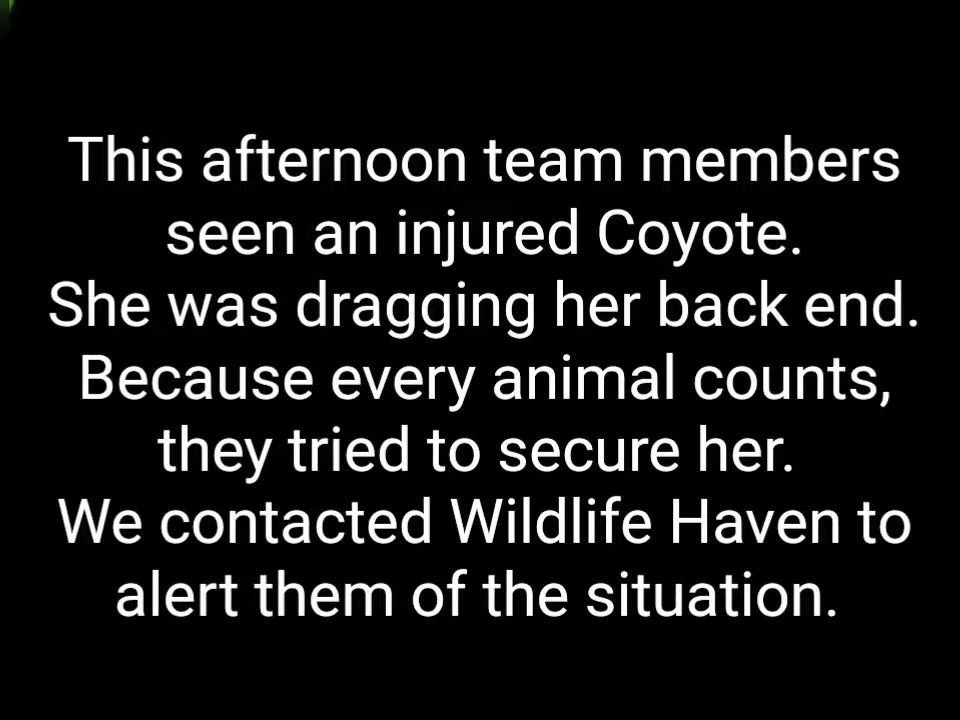 This afternoon team members
seen an injured Coyote.
She was dragging her back end.
Because every animal counts,
they tried to secure her.
We contacted Wildlife Haven to
alert them of the situation.